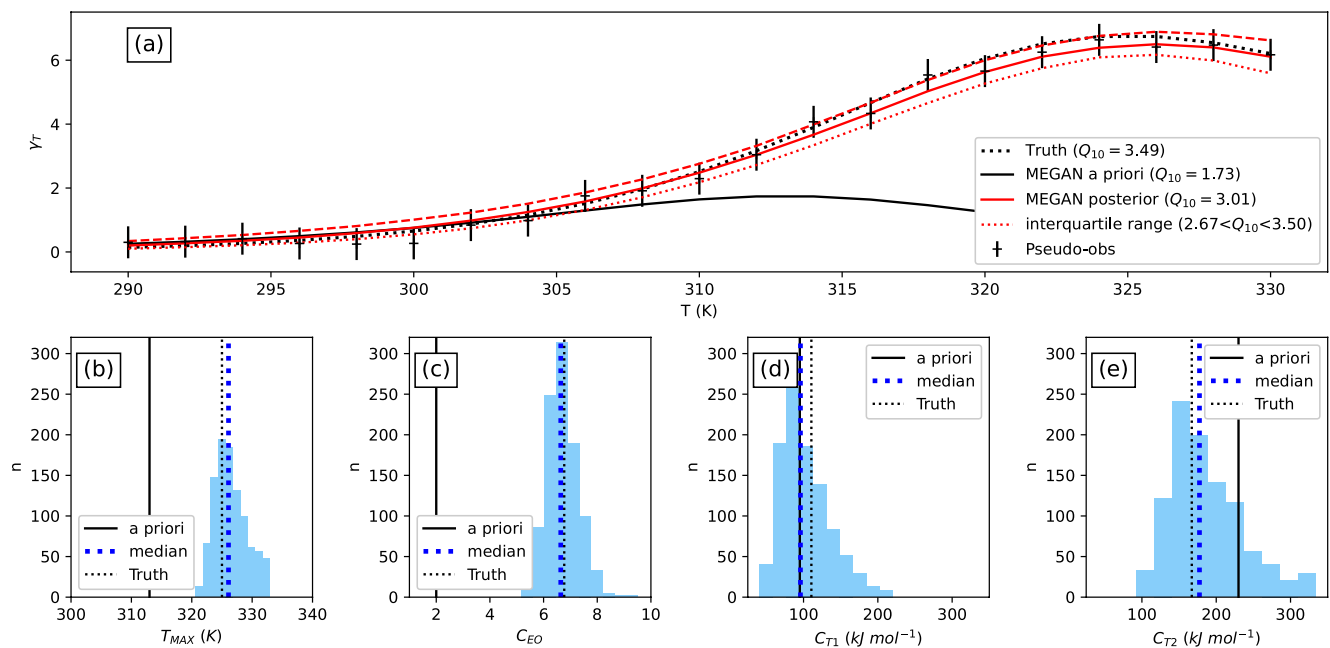 (a)
6
4
2
0
γ_T
290 295 300 305 310 315 320 325 330
T (K)
Truth (Q₁₀ = 3.49)
MEGAN a priori (Q₁₀ = 1.73)
MEGAN posterior (Q₁₀ = 3.01)
interquartile range (2.67<Q₁₀<3.50)
Pseudo-obs
(b)
300
250
200
150
100
50
0
n
a priori
median
Truth
300 310 320 330 340
T_MAX (K)
(c)
300
250
200
150
100
50
0
n
a priori
median
Truth
2 4 6 8 10
C_EO
(d)
300
250
200
150
100
50
0
n
a priori
median
Truth
100 200 300
C_T1 (kJ mol⁻¹)
(e)
300
250
200
150
100
50
0
n
a priori
median
Truth
100 200 300
C_T2 (kJ mol⁻¹)